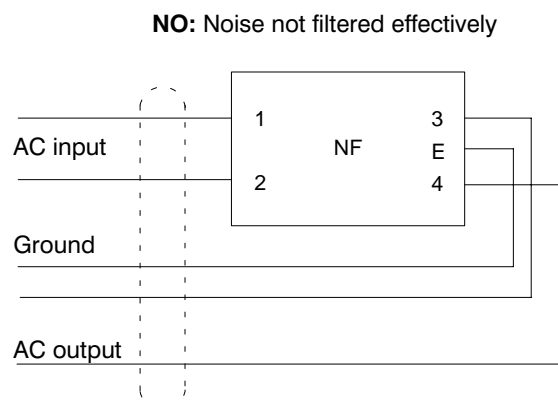 NO: Noise not filtered effectively
1
3
AC input
NF
E
2
4
Ground
AC output